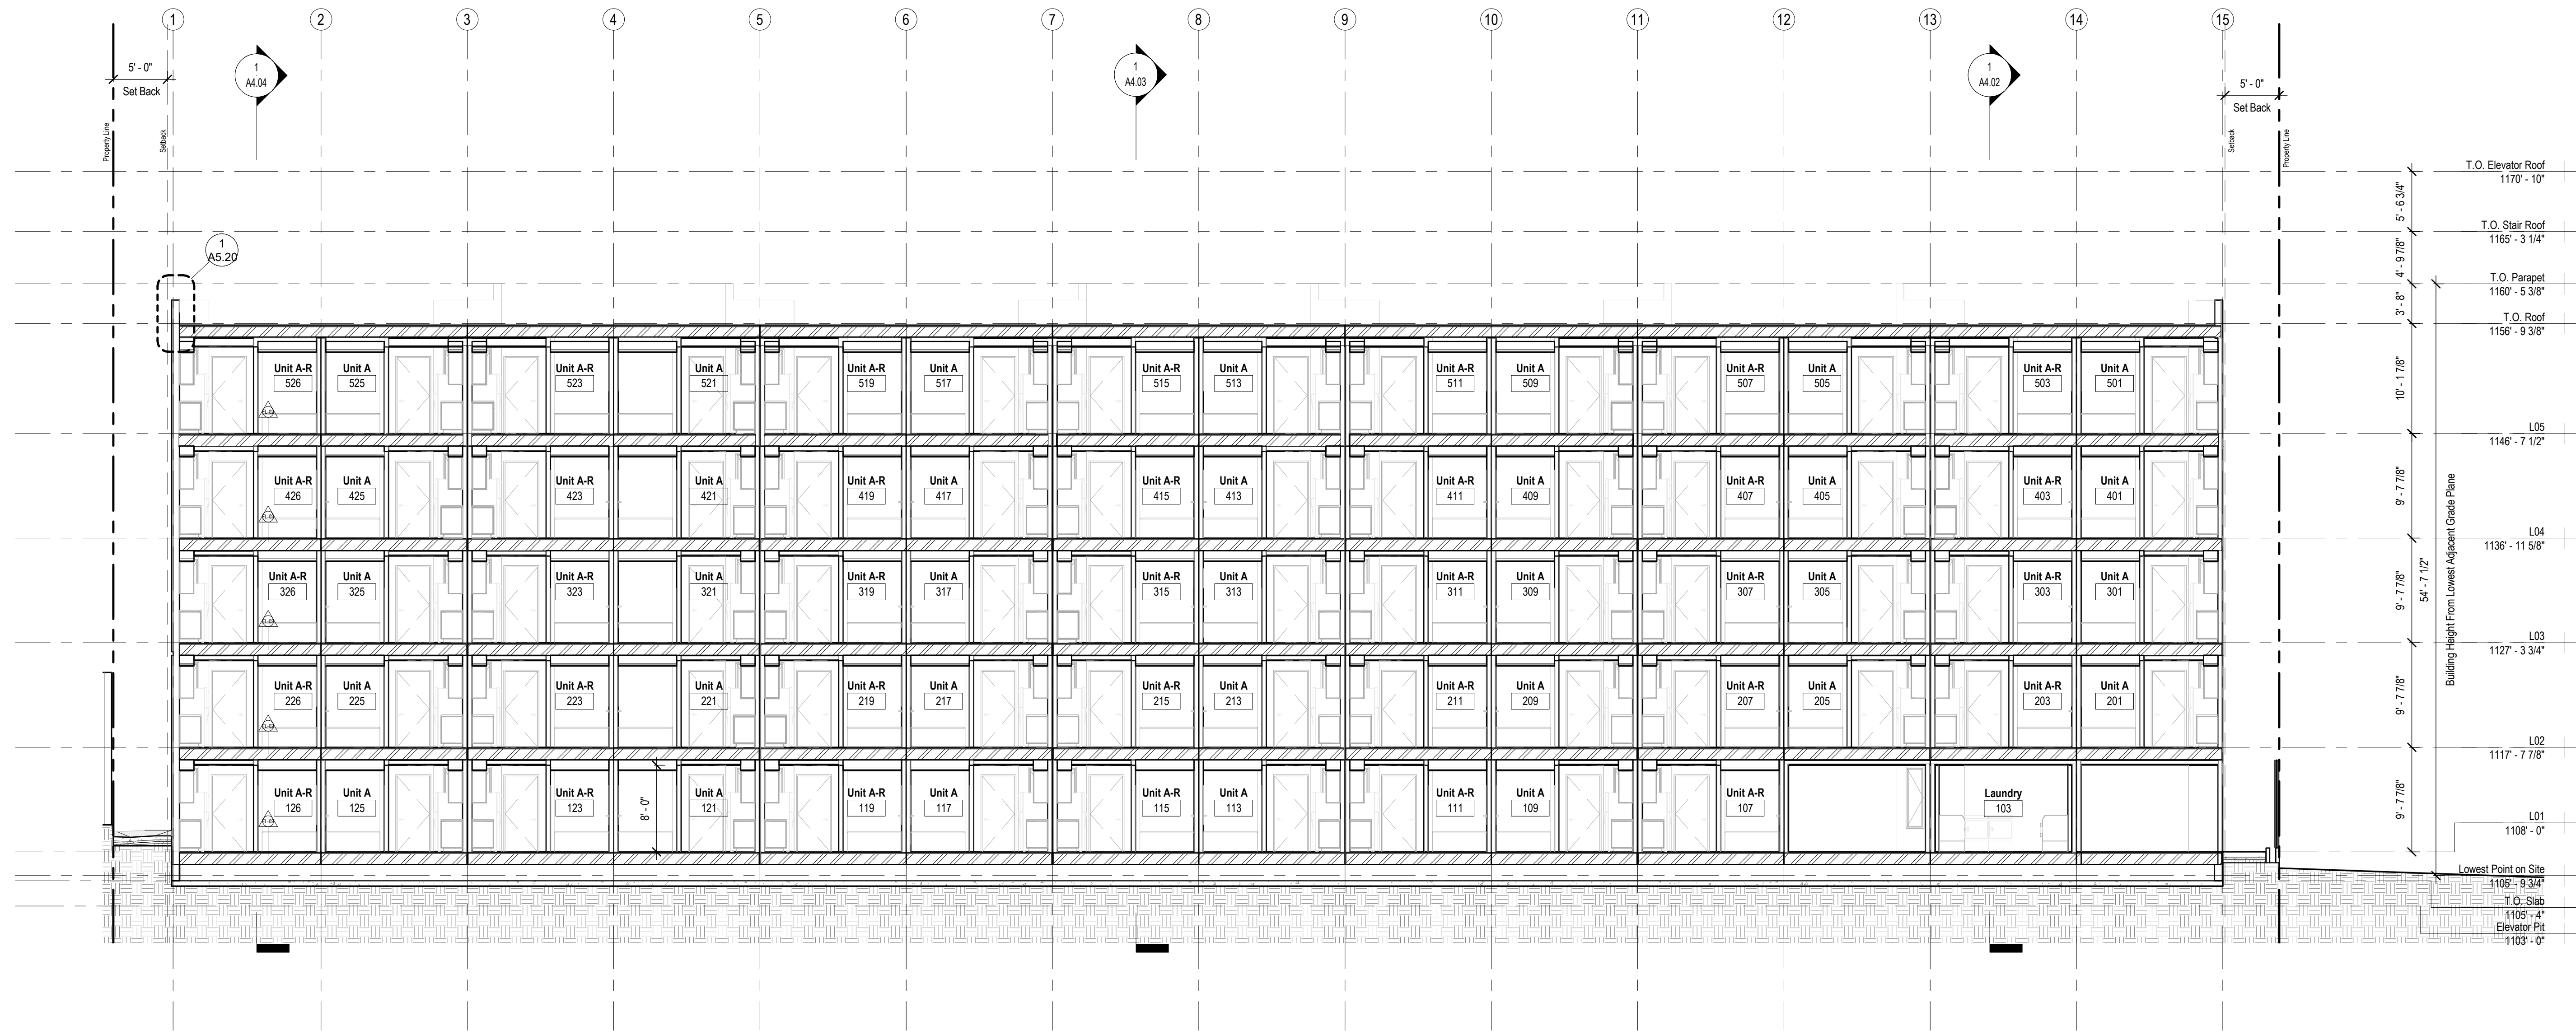 1 2 3 4 5 6 7 8 9 10 11 12 13 14 15
5' - 0"
Set Back
1
A4.04
1
A4.03
1
A4.02
5' - 0"
Set Back
Property Line
Setback
Setback
Property Line
1
A5.20
T.O. Elevator Roof
1170' - 10"
5' - 6 3/4"
T.O. Stair Roof
1165' - 3 1/4"
4' - 9 7/8"
T.O. Parapet
1160' - 5 3/8"
3' - 8"
T.O. Roof
1156' - 9 3/8"
10' - 1 7/8"
L05
1146' - 7 1/2"
9' - 7 7/8"
L04
1136' - 11 5/8"
9' - 7 7/8"
L03
1127' - 3 3/4"
9' - 7 7/8"
L02
1117' - 7 7/8"
9' - 7 7/8"
L01
1108' - 0"
Lowest Point on Site
1105' - 9 3/4"
T.O. Slab
1105' - 4"
Elevator Pit
1103' - 0"
54' - 7 1/2"
Building Height From Lowest Adjacent Grade Plane
Unit A-R Unit A Unit A-R Unit A Unit A-R Unit A Unit A-R Unit A Unit A-R Unit A Unit A-R Unit A Unit A-R Unit A
526 525 523 521 519 517 515 513 511 509 507 505 503 501
Unit A-R Unit A Unit A-R Unit A Unit A-R Unit A Unit A-R Unit A Unit A-R Unit A Unit A-R Unit A Unit A-R Unit A
426 425 423 421 419 417 415 413 411 409 407 405 403 401
Unit A-R Unit A Unit A-R Unit A Unit A-R Unit A Unit A-R Unit A Unit A-R Unit A Unit A-R Unit A Unit A-R Unit A
326 325 323 321 319 317 315 313 311 309 307 305 303 301
Unit A-R Unit A Unit A-R Unit A Unit A-R Unit A Unit A-R Unit A Unit A-R Unit A Unit A-R Unit A Unit A-R Unit A
226 225 223 221 219 217 215 213 211 209 207 205 203 201
Unit A-R Unit A Unit A-R Unit A Unit A-R Unit A Unit A-R Unit A Unit A-R Unit A Unit A-R Laundry
126 125 123 121 119 117 115 113 111 109 107 103
8' - 0"